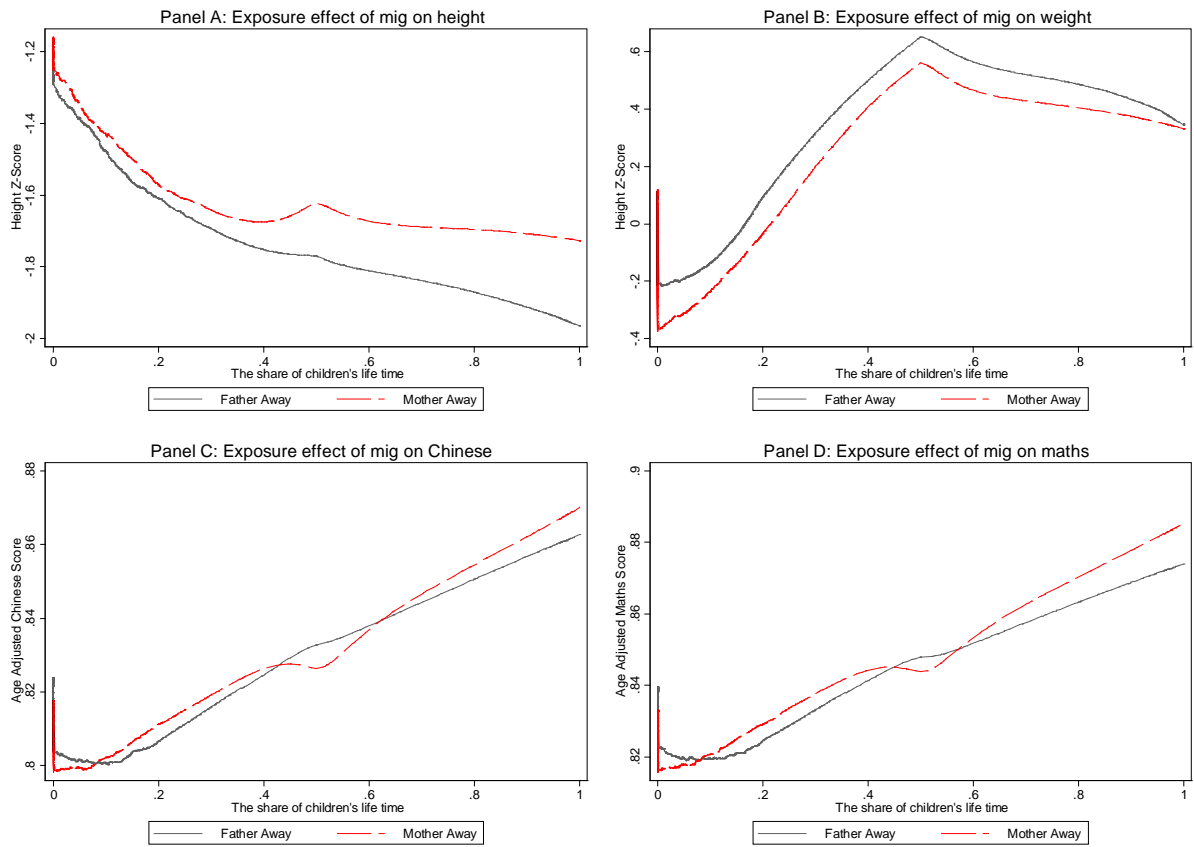 Panel A: Exposure effect of mig on height
Height Z-Score
-1.2
-1.4
-1.6
-1.8
-2
0 .2 .4 .6 .8 1
The share of children's life time
Father Away Mother Away
Panel B: Exposure effect of mig on weight
Height Z-Score
.6
.4
.2
0
-.2
-.4
0 .2 .4 .6 .8 1
The share of children's life time
Father Away Mother Away
Panel C: Exposure effect of mig on Chinese
Age Adjusted Chinese Score
.88
.86
.84
.82
.8
0 .2 .4 .6 .8 1
The share of children's life time
Father Away Mother Away
Panel D: Exposure effect of mig on maths
Age Adjusted Maths Score
.9
.88
.86
.84
.82
0 .2 .4 .6 .8 1
The share of children's life time
Father Away Mother Away